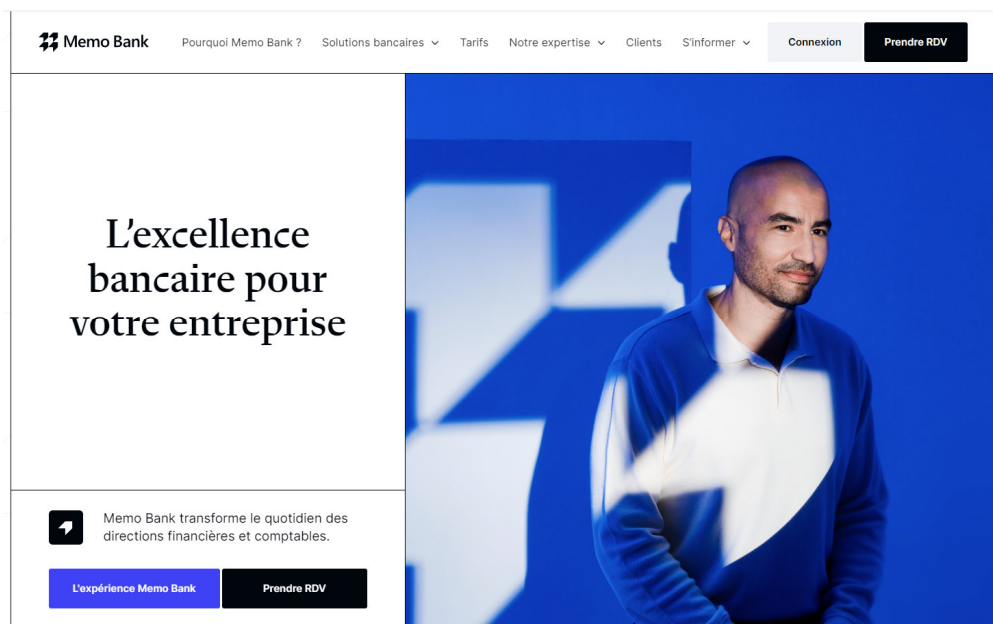 Memo Bank
Pourquoi Memo Bank ?
Solutions bancaires
Tarifs
Notre expertise
Clients
S'informer
Connexion
Prendre RDV
L’excellence
bancaire pour
votre entreprise
Memo Bank transforme le quotidien des
directions financières et comptables.
L'expérience Memo Bank
Prendre RDV